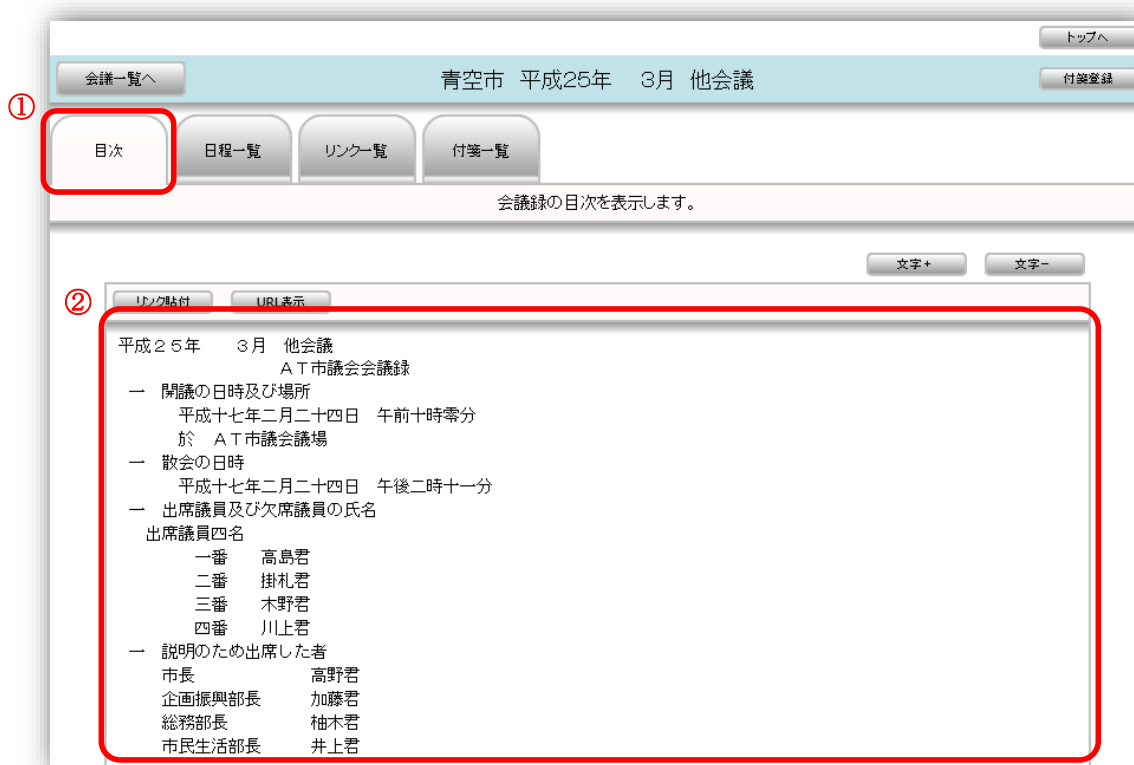 トップへ
会議一覧へ 青空市 平成25年 3月 他会議 付箋登録
①
目次 日程一覧 リンク一覧 付箋一覧
会議録の目次を表示します。
文字+ 文字-
②
リンク貼付 URL表示
平成25年 3月 他会議
AT市議会会議録
一 開議の日時及び場所
平成十七年二月二十四日 午前十時零分
於 AT市議会議場
一 散会の日時
平成十七年二月二十四日 午後二時十一分
一 出席議員及び欠席議員の氏名
出席議員四名
一番 高島君
二番 掛札君
三番 木野君
四番 川上君
一 説明のため出席した者
市長 高野君
企画振興部長 加藤君
総務部長 柚木君
市民生活部長 井上君